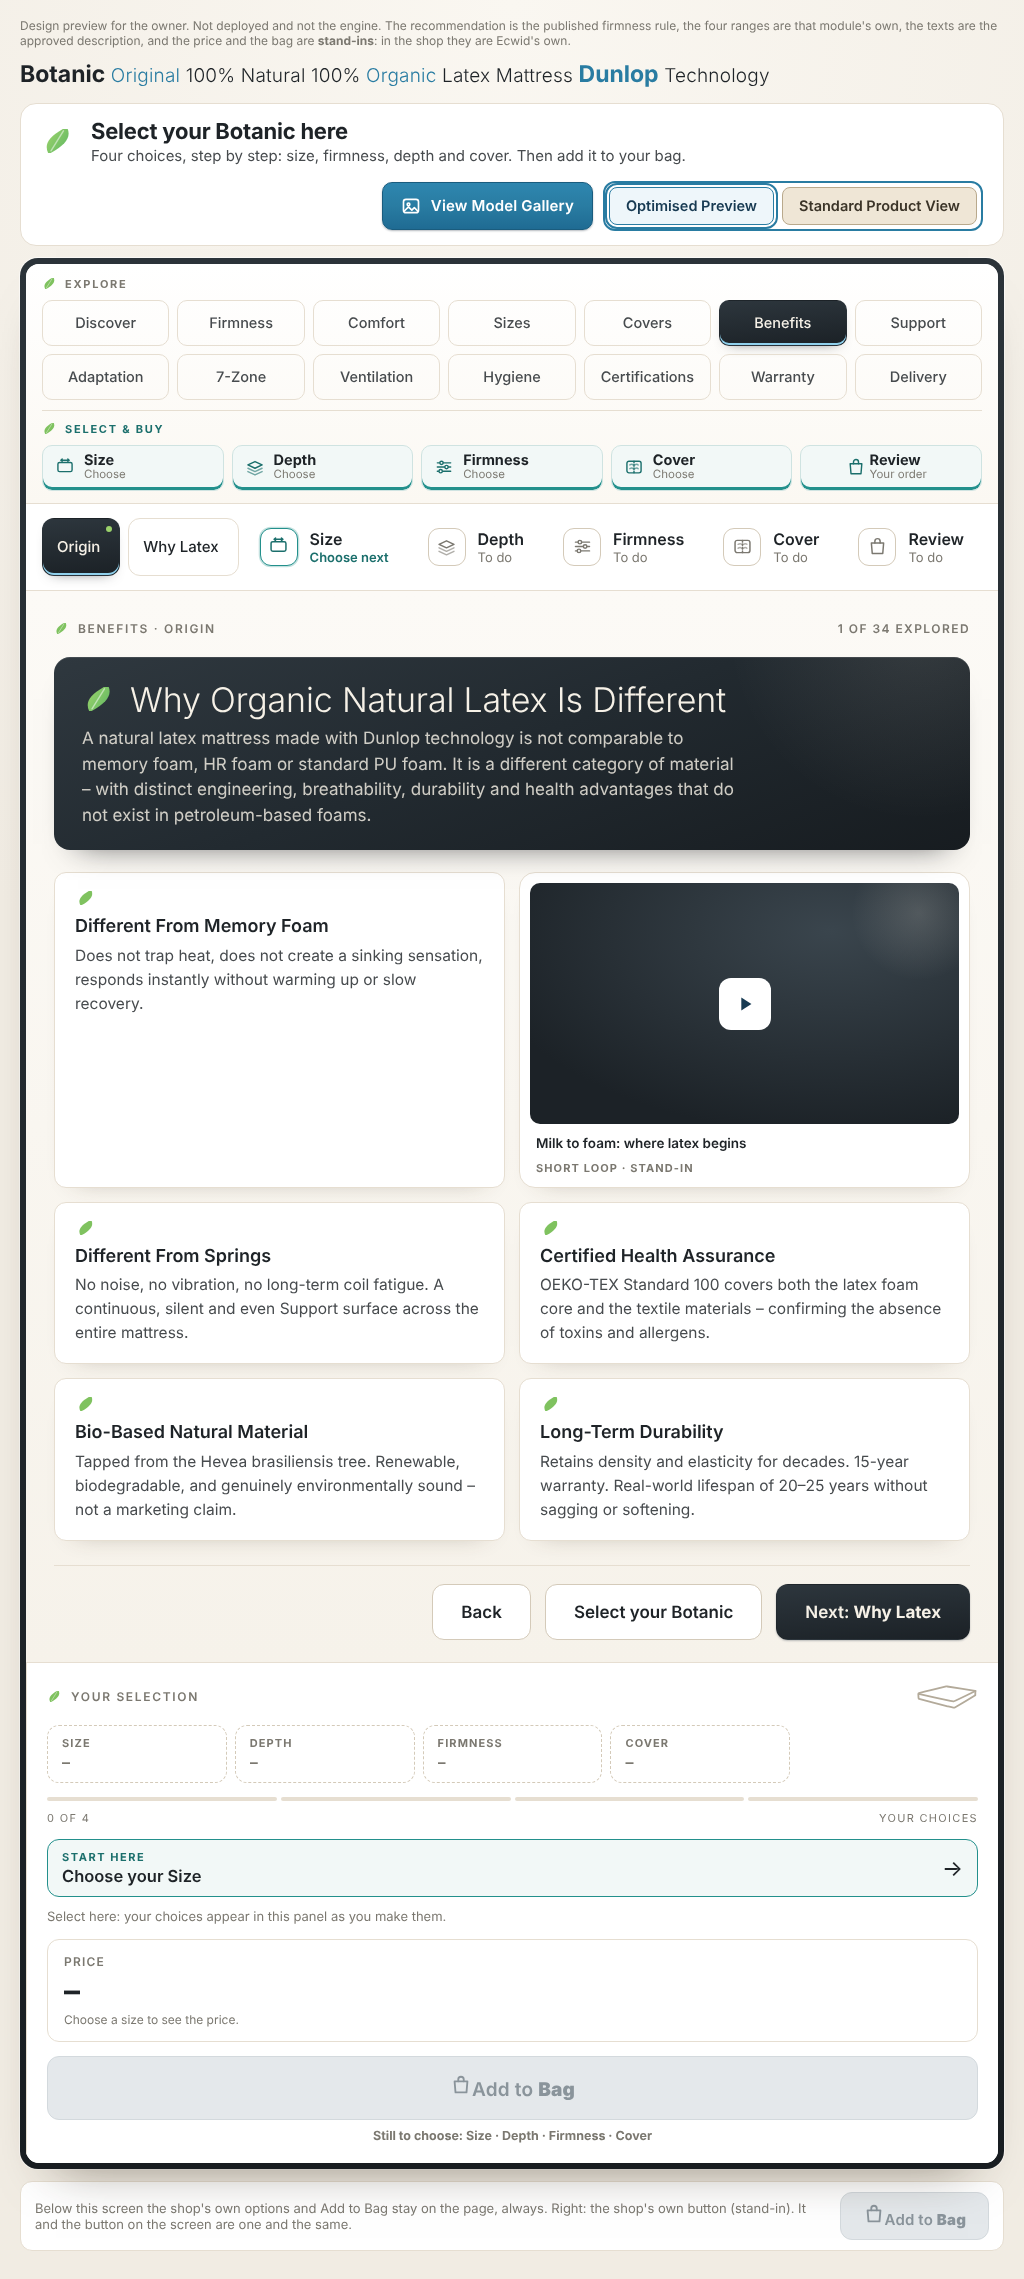 Design preview for the owner. Not deployed and not the engine. The recommendation is the published firmness rule, the four ranges are that module's own, the texts are the
approved description, and the price and the bag are stand-ins: in the shop they are Ecwid's own.
Botanic Original 100% Natural 100% Organic Latex Mattress Dunlop Technology
Select your Botanic here
Four choices, step by step: size, firmness, depth and cover. Then add it to your bag.
View Model Gallery
Optimised Preview
Standard Product View
EXPLORE
Discover
Firmness
Comfort
Sizes
Covers
Benefits
Support
Adaptation
7-Zone
Ventilation
Hygiene
Certifications
Warranty
Delivery
SELECT & BUY
Size
Choose
Depth
Choose
Firmness
Choose
Cover
Choose
Review
Your order
Origin
Why Latex
Size
Choose next
Depth
To do
Firmness
To do
Cover
To do
Review
To do
BENEFITS · ORIGIN
1 OF 34 EXPLORED
Why Organic Natural Latex Is Different
A natural latex mattress made with Dunlop technology is not comparable to
memory foam, HR foam or standard PU foam. It is a different category of material
– with distinct engineering, breathability, durability and health advantages that do
not exist in petroleum-based foams.
Different From Memory Foam
Does not trap heat, does not create a sinking sensation,
responds instantly without warming up or slow
recovery.
Milk to foam: where latex begins
SHORT LOOP · STAND-IN
Different From Springs
No noise, no vibration, no long-term coil fatigue. A
continuous, silent and even Support surface across the
entire mattress.
Certified Health Assurance
OEKO-TEX Standard 100 covers both the latex foam
core and the textile materials – confirming the absence
of toxins and allergens.
Bio-Based Natural Material
Tapped from the Hevea brasiliensis tree. Renewable,
biodegradable, and genuinely environmentally sound –
not a marketing claim.
Long-Term Durability
Retains density and elasticity for decades. 15-year
warranty. Real-world lifespan of 20–25 years without
sagging or softening.
Back
Select your Botanic
Next: Why Latex
YOUR SELECTION
SIZE
–
DEPTH
–
FIRMNESS
–
COVER
–
0 OF 4
YOUR CHOICES
START HERE
Choose your Size
Select here: your choices appear in this panel as you make them.
PRICE
–
Choose a size to see the price.
Add to Bag
Still to choose: Size · Depth · Firmness · Cover
Below this screen the shop's own options and Add to Bag stay on the page, always. Right: the shop's own button (stand-in). It
and the button on the screen are one and the same.
Add to Bag